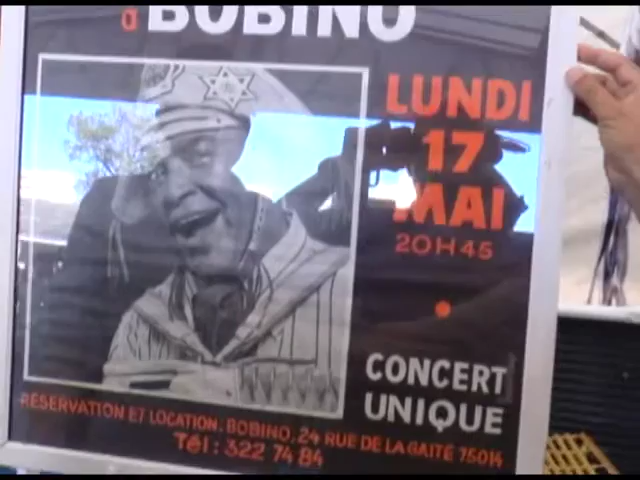 a BOBINO
LUNDI
17
MAI
20H45
CONCERT
UNIQUE
RÉSERVATION ET LOCATION: BOBINO, 24 RUE DE LA GAITÉ 75014
Tél: 322 74 84